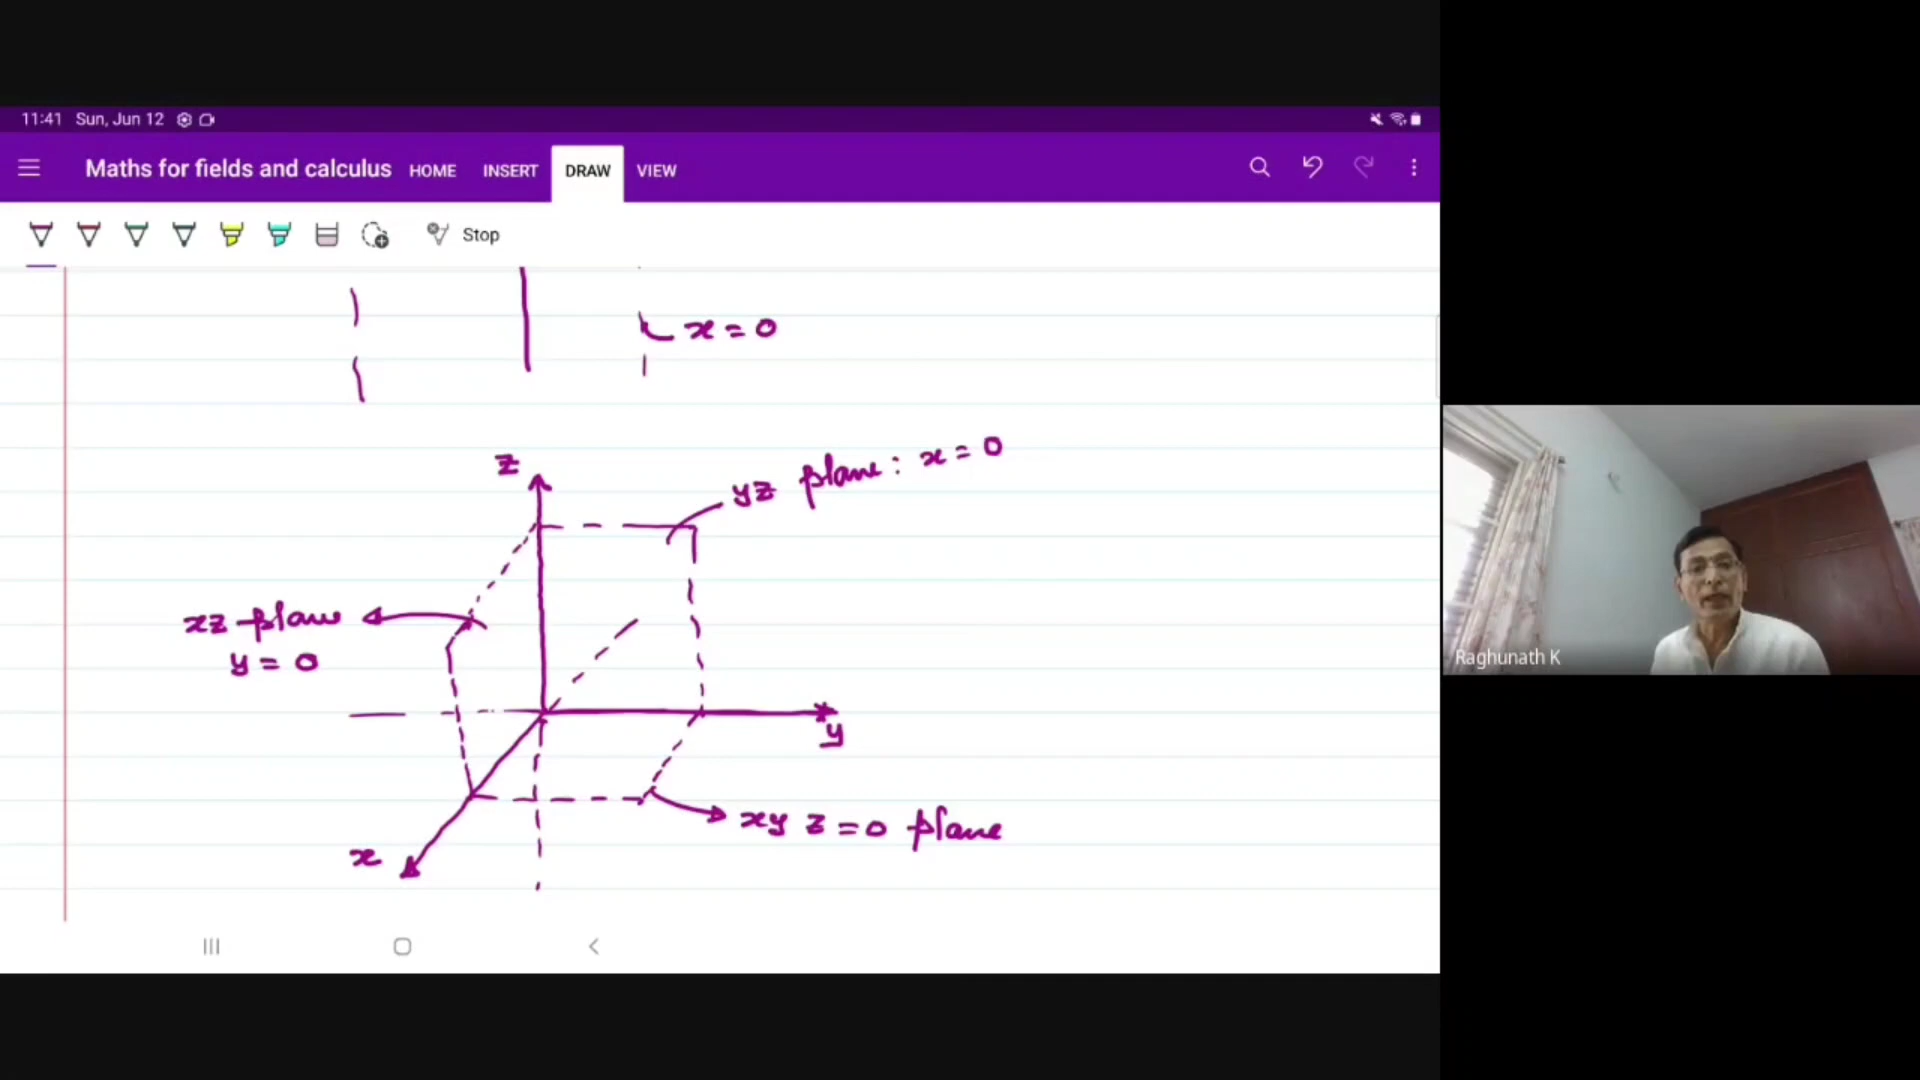 11:41 Sun, Jun 12
Maths for fields and calculus HOME INSERT DRAW VIEW
Stop
x = 0
z
yz plane : x = 0
xz plane
y = 0
y
xy z = 0 plane
x
Raghunath K